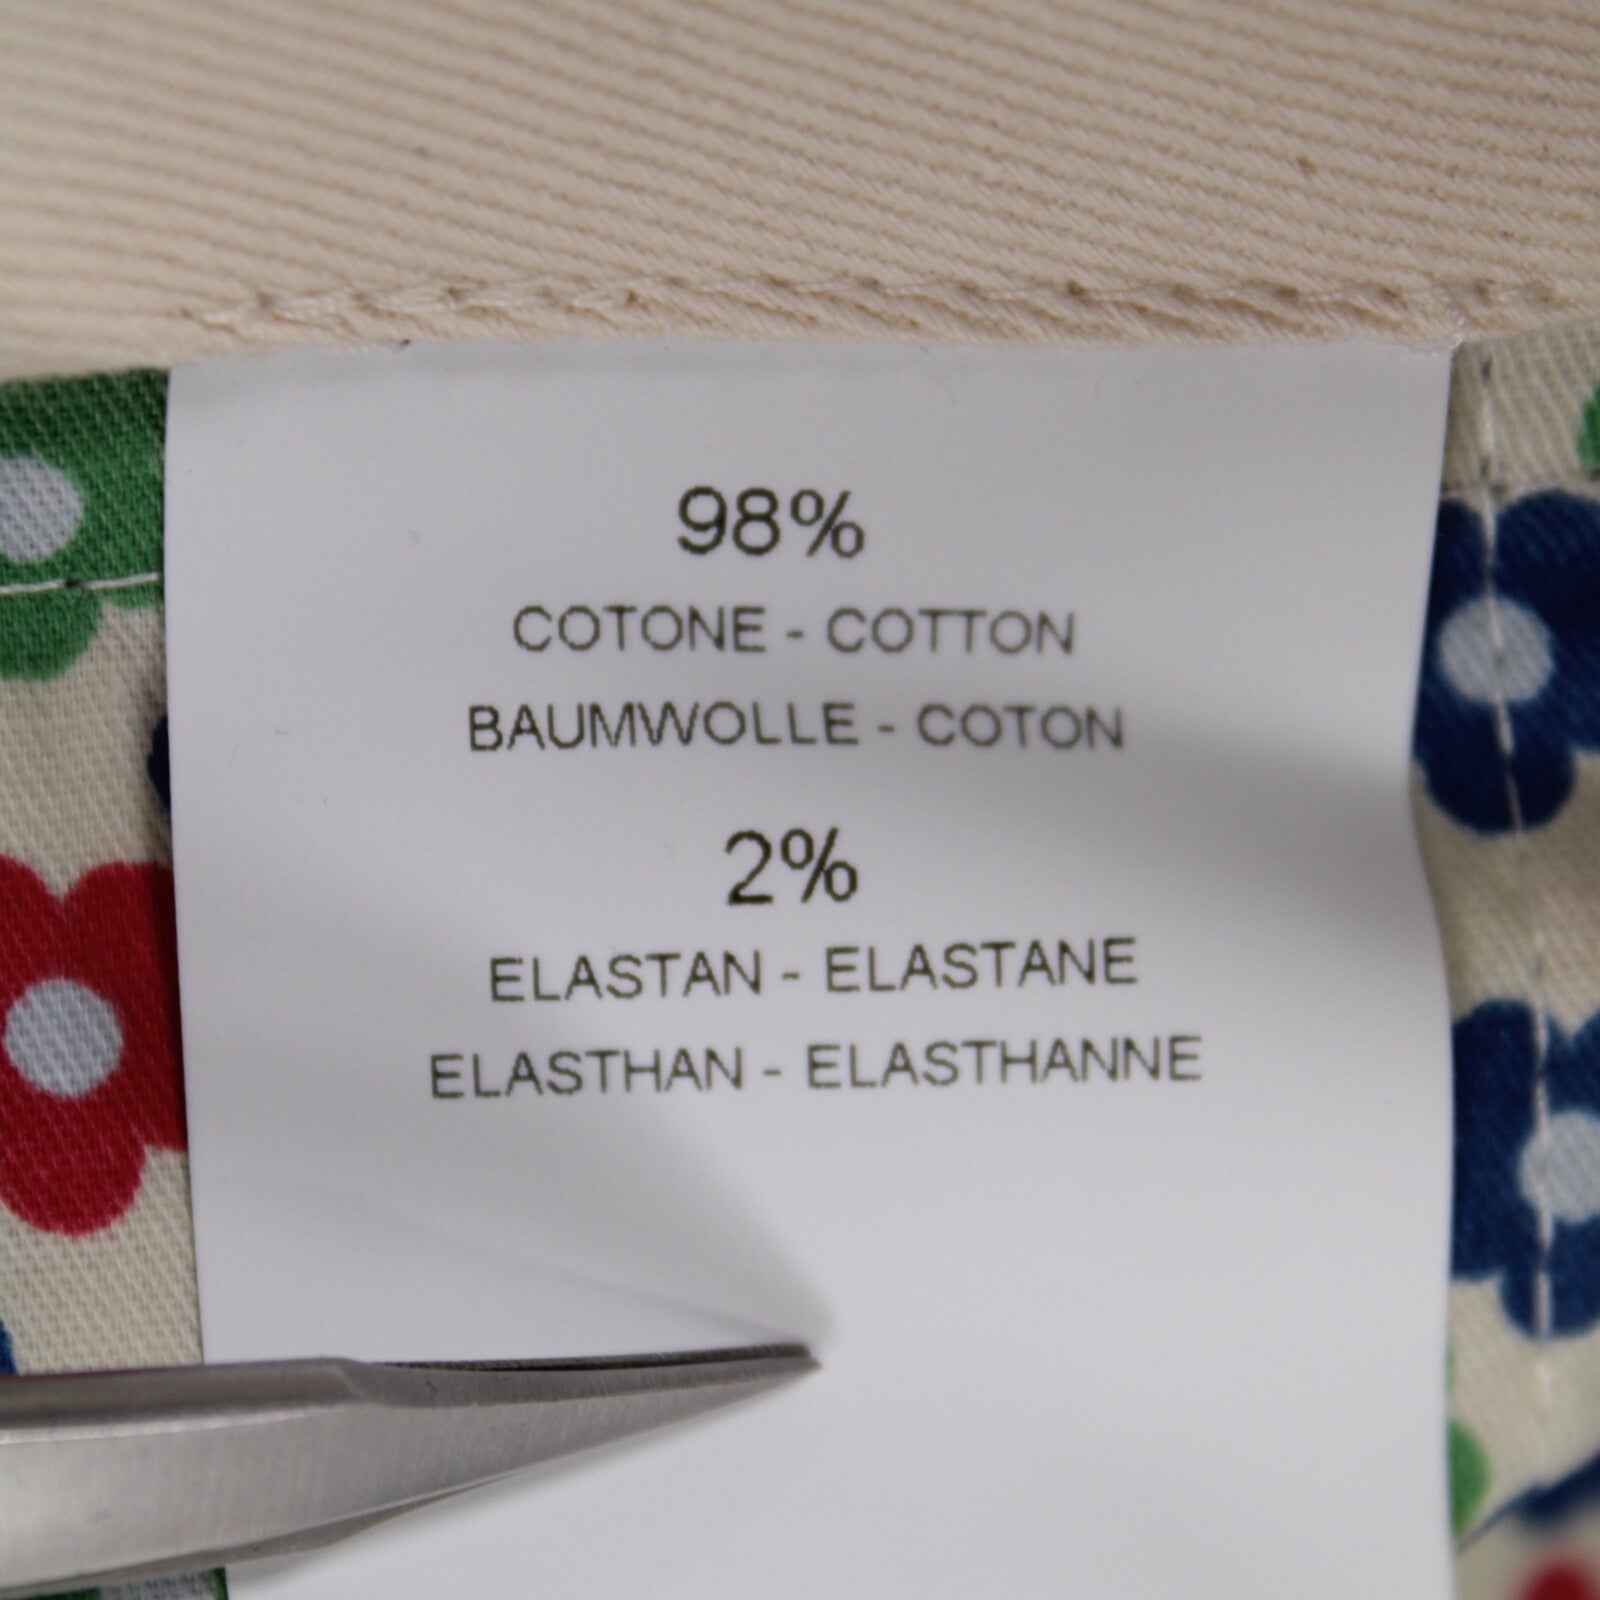 98%
COTONE - COTTON
BAUMWOLLE - COTON
2%
ELASTAN - ELASTANE
ELASTHAN - ELASTHANNE